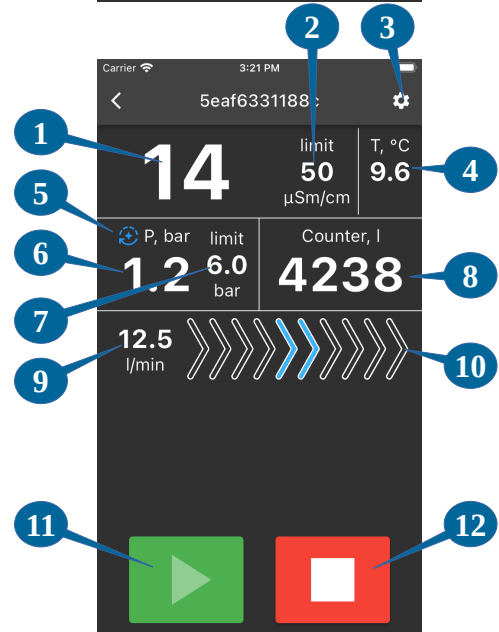 2
3
Carrier
3:21 PM
5eaf6331188c
1
14
limit
50
µSm/cm
T, °C
9.6
4
5
P, bar
limit
Counter, l
6
1.2
6.0
bar
4238
8
7
12.5
l/min
9
10
11
12